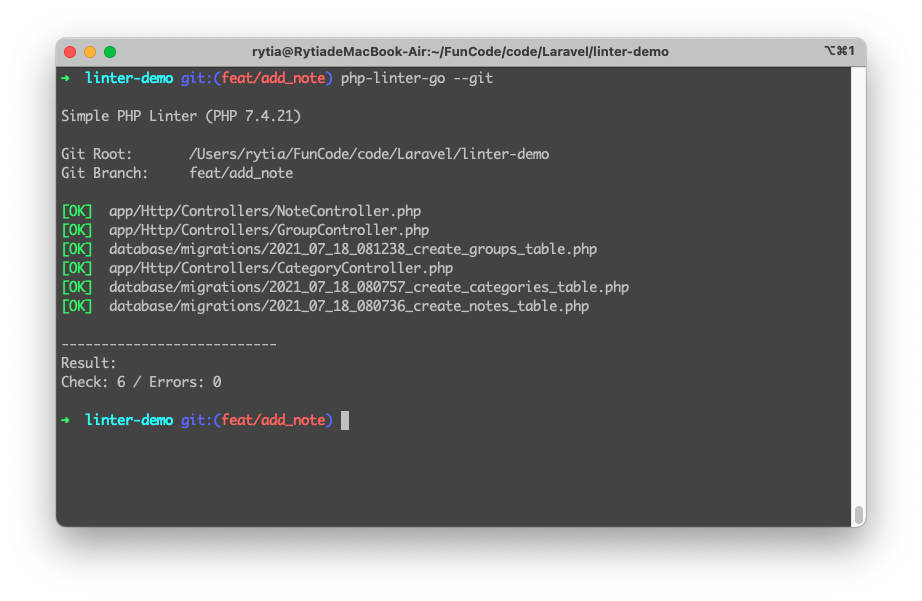 rytia@RytiadeMacBook-Air:~/FunCode/code/Laravel/linter-demo ⌥⌘1
➜ linter-demo git:(feat/add_note) php-linter-go --git
Simple PHP Linter (PHP 7.4.21)
Git Root: /Users/rytia/FunCode/code/Laravel/linter-demo
Git Branch: feat/add_note
[OK] app/Http/Controllers/NoteController.php
[OK] app/Http/Controllers/GroupController.php
[OK] database/migrations/2021_07_18_081238_create_groups_table.php
[OK] app/Http/Controllers/CategoryController.php
[OK] database/migrations/2021_07_18_080757_create_categories_table.php
[OK] database/migrations/2021_07_18_080736_create_notes_table.php
---------------------------
Result:
Check: 6 / Errors: 0
➜ linter-demo git:(feat/add_note)